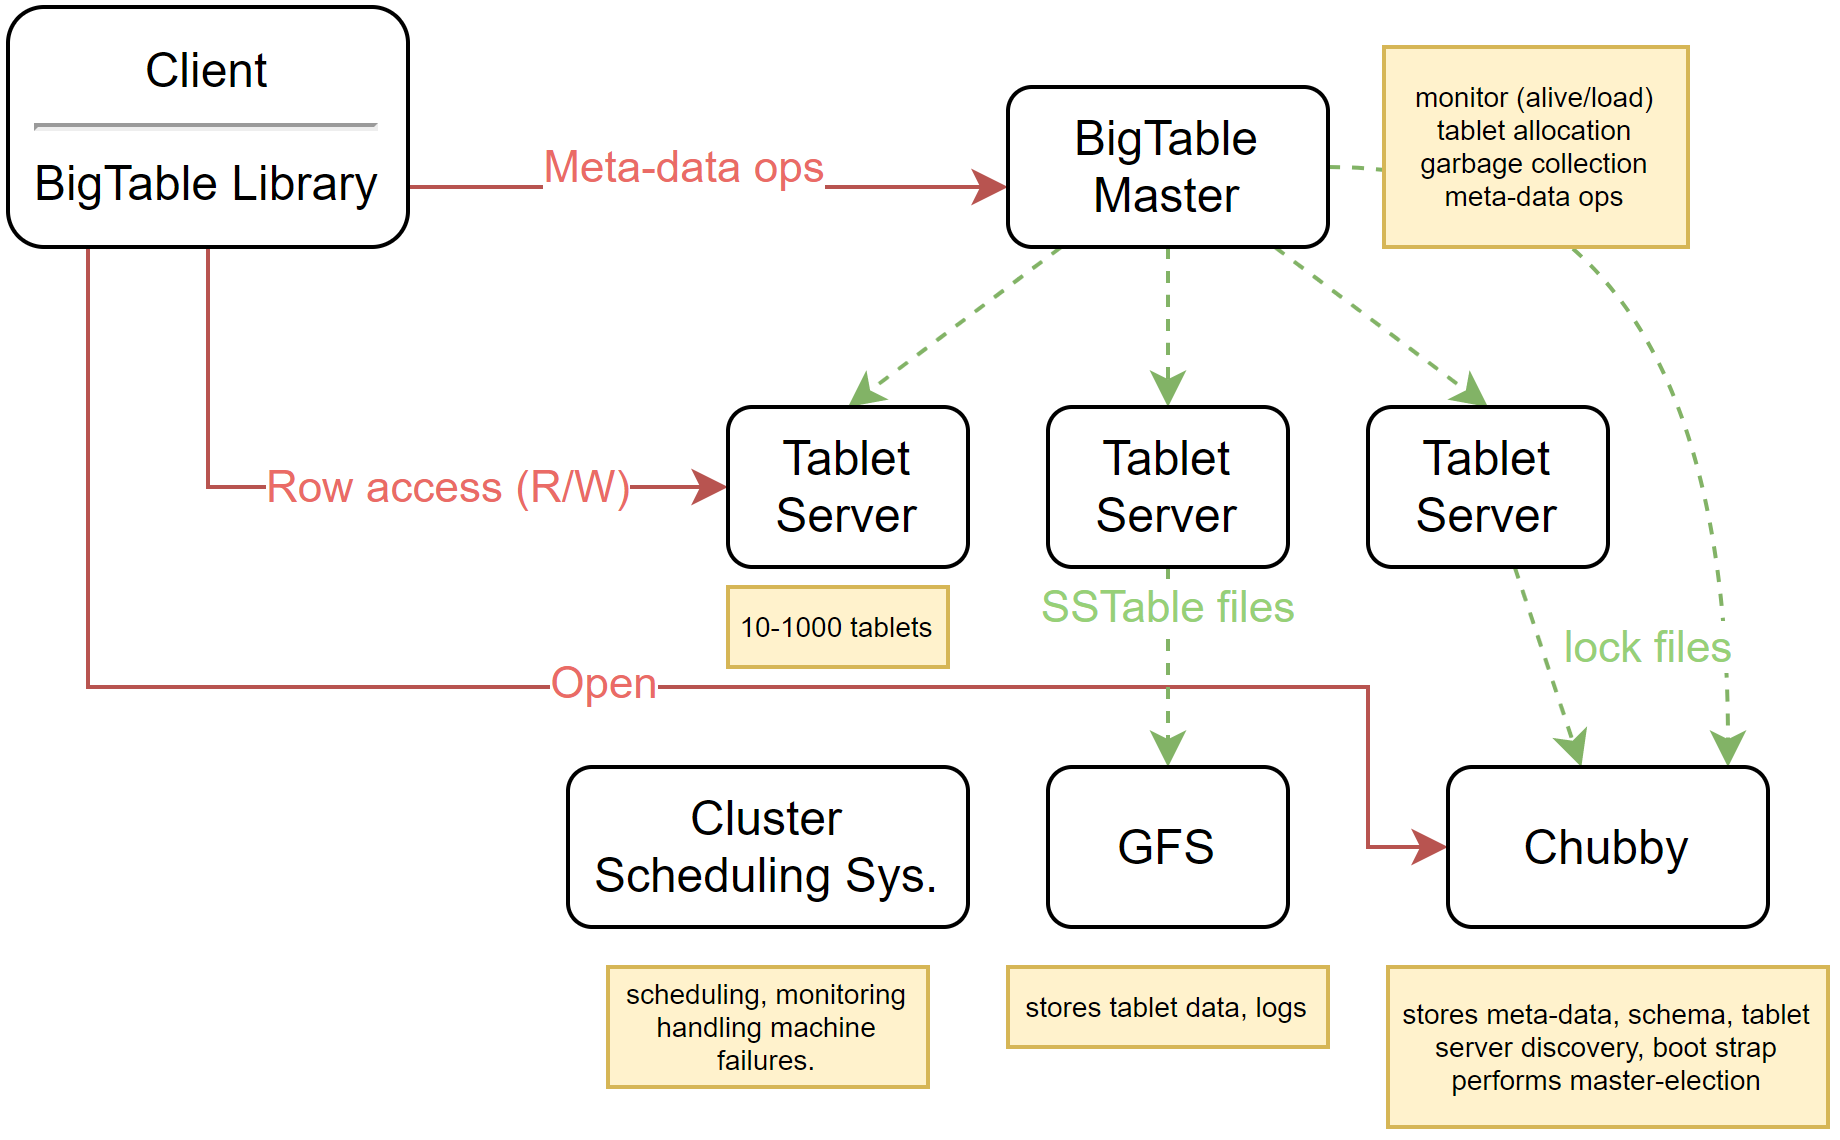 Client
BigTable Library
Meta-data ops
BigTable
Master
monitor (alive/load)
tablet allocation
garbage collection
meta-data ops
Row access (R/W)
Tablet
Server
Tablet
Server
Tablet
Server
10-1000 tablets
SSTable files
lock files
Open
Cluster
Scheduling Sys.
GFS
Chubby
scheduling, monitoring
handling machine
failures.
stores tablet data, logs
stores meta-data, schema, tablet
server discovery, boot strap
performs master-election